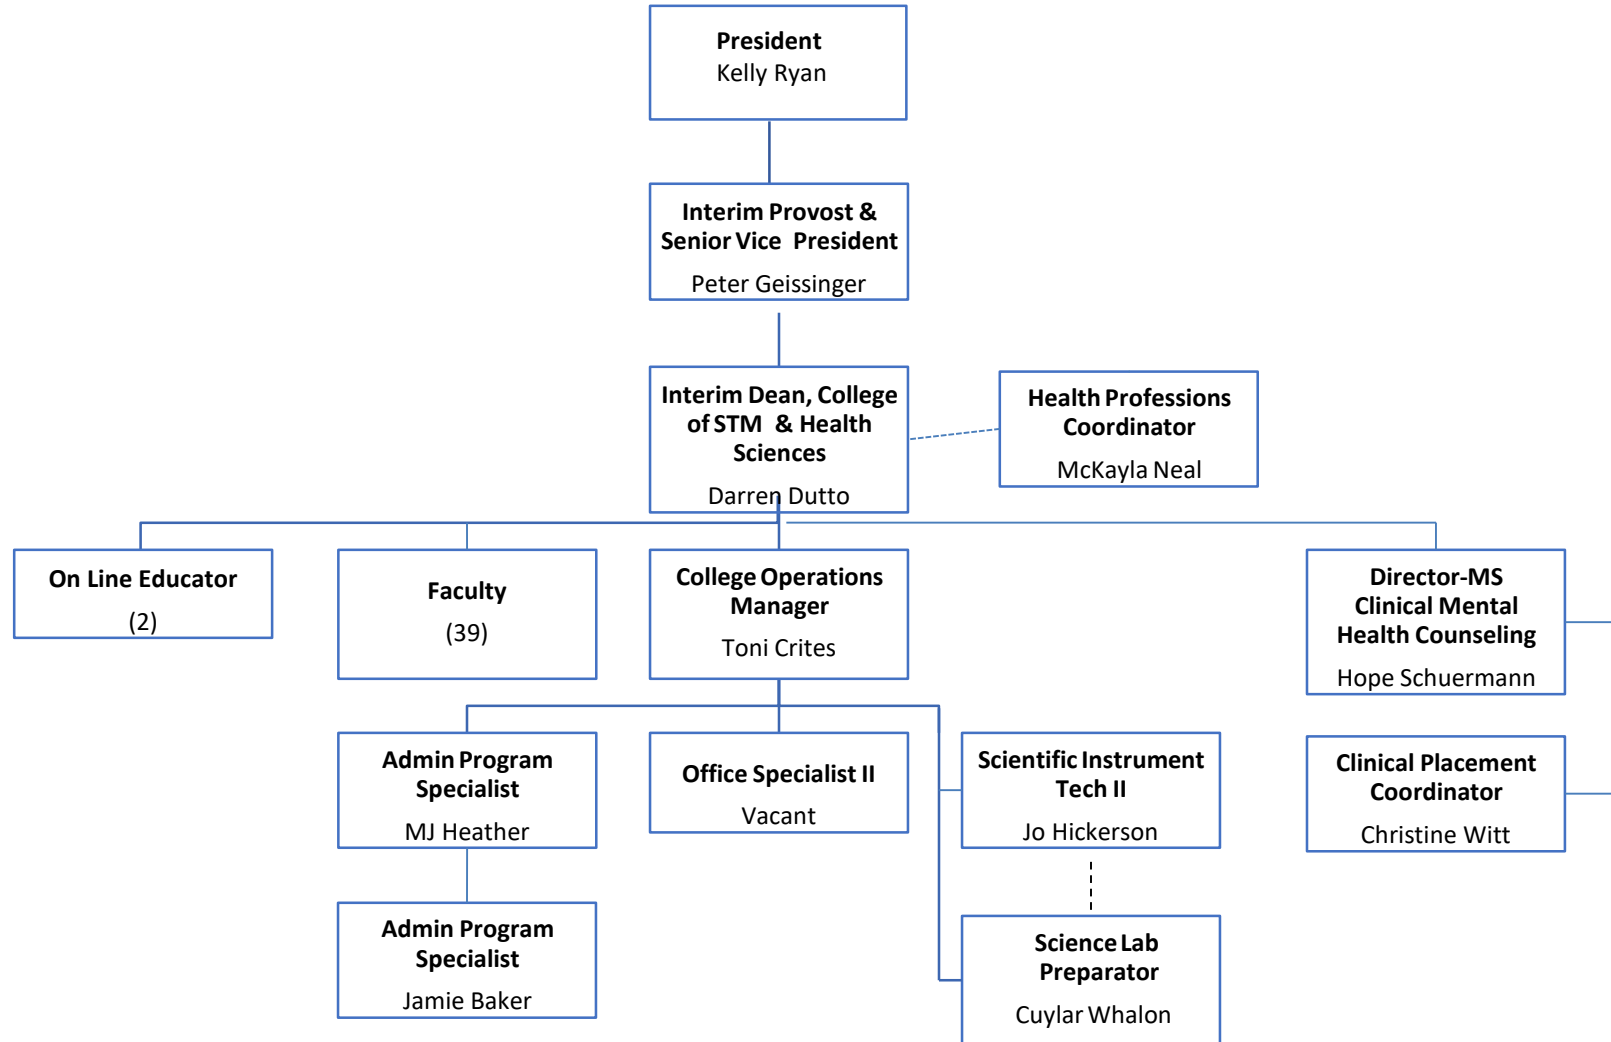 President
Kelly Ryan
Interim Provost &
Senior Vice President
Peter Geissinger
Interim Dean, College
of STM & Health
Sciences
Darren Dutto
Health Professions
Coordinator
McKayla Neal
On Line Educator
(2)
Faculty
(39)
College Operations
Manager
Toni Crites
Director-MS
Clinical Mental
Health Counseling
Hope Schuermann
Admin Program
Specialist
MJ Heather
Office Specialist II
Vacant
Scientific Instrument
Tech II
Jo Hickerson
Clinical Placement
Coordinator
Christine Witt
Admin Program
Specialist
Jamie Baker
Science Lab
Preparator
Cuylar Whalon